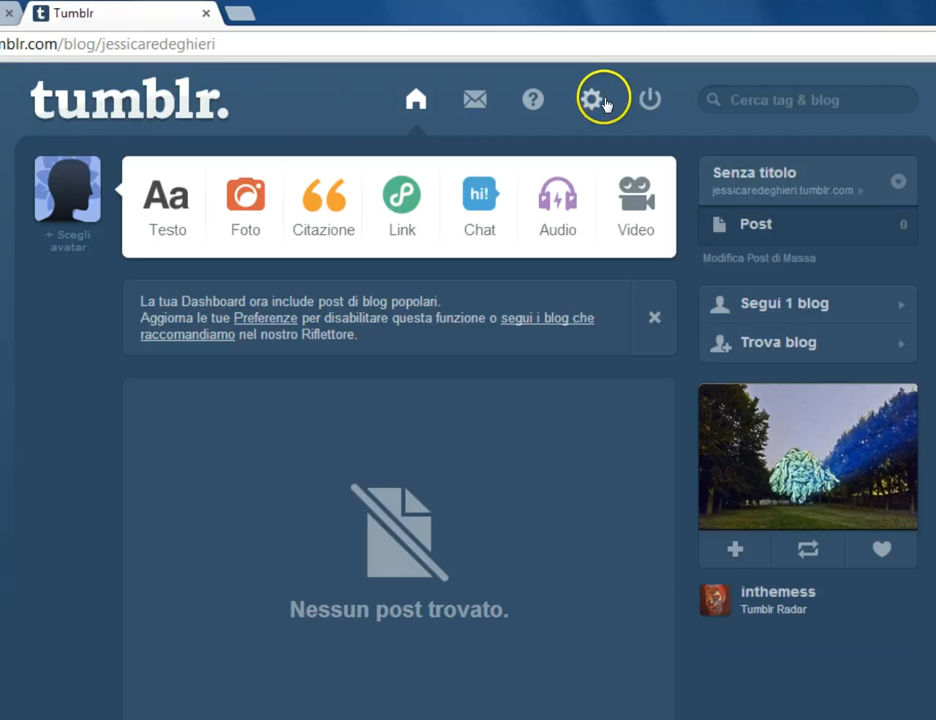 Tumblr
mblr.com/blog/jessicaredeghieri
tumblr.
Cerca tag & blog
+ Scegli
avatar
Aa
Testo
Foto
Citazione
Link
hi!
Chat
Audio
Video
Senza titolo
jessicaredeghieri.tumblr.com
Post 0
Modifica Post di Massa
La tua Dashboard ora include post di blog popolari.
Aggiorna le tue Preferenze per disabilitare questa funzione o segui i blog che
raccomandiamo nel nostro Riflettore.
Segui 1 blog
Trova blog
Nessun post trovato.
inthemess
Tumblr Radar